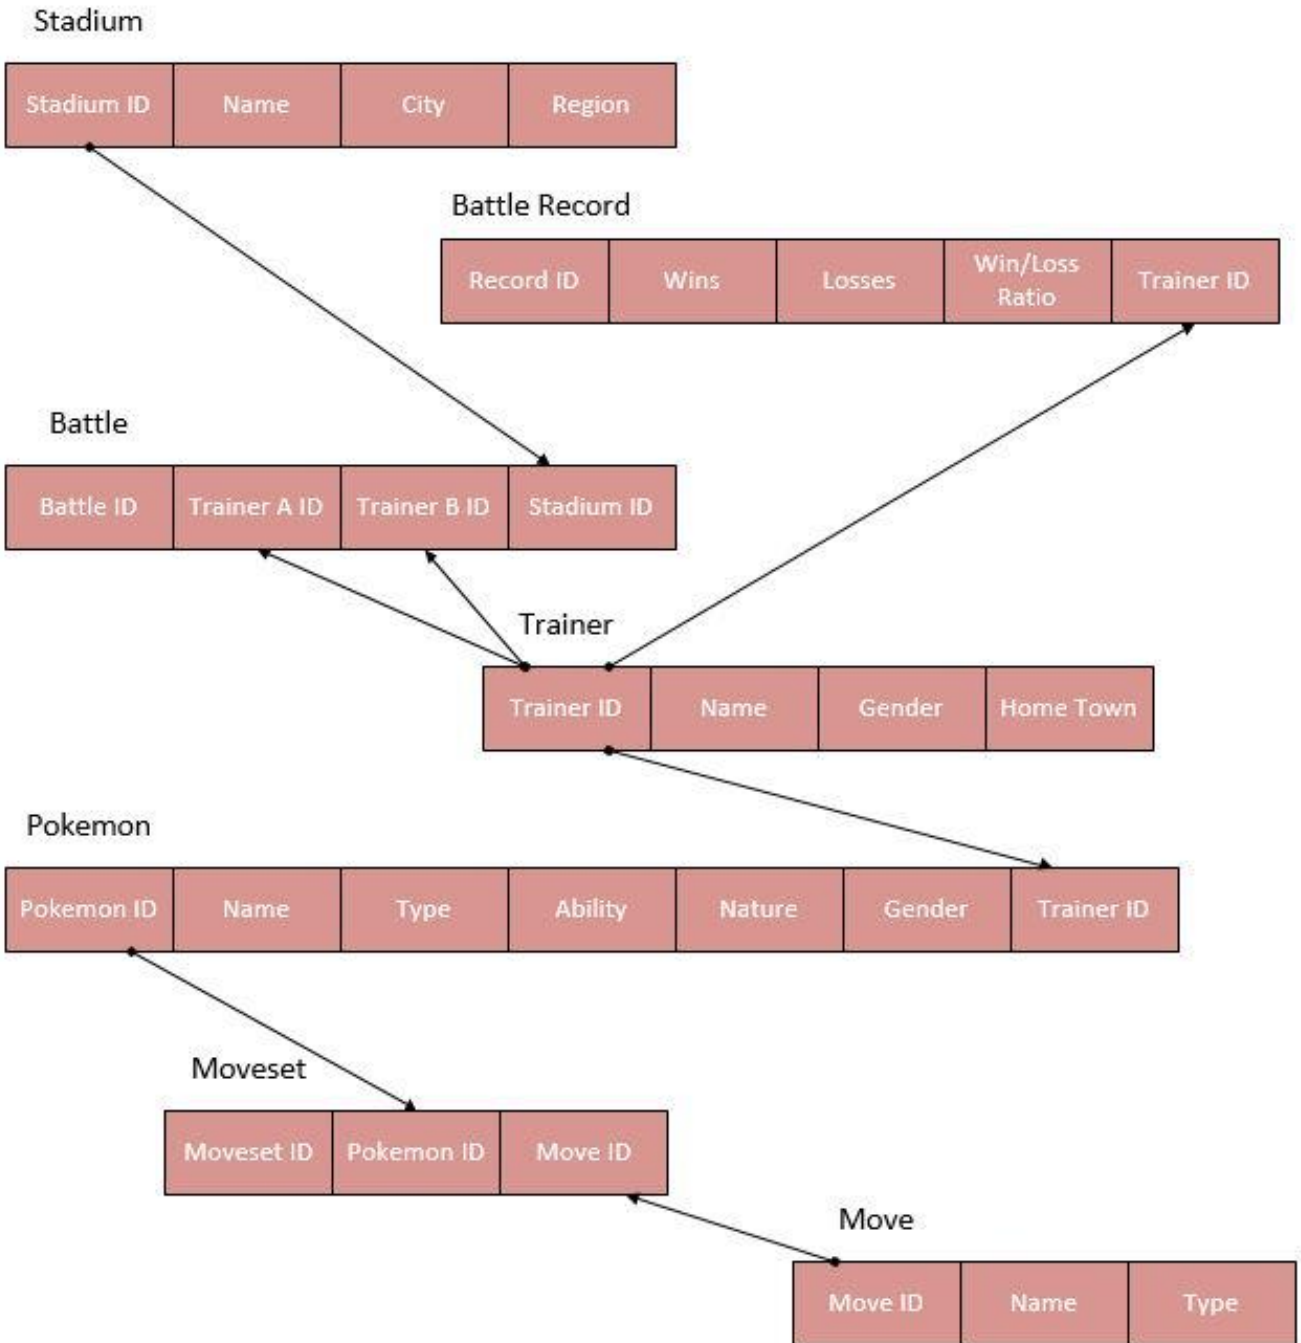 Stadium
Stadium ID Name City Region
Battle Record
Record ID Wins Losses Win/Loss Ratio Trainer ID
Battle
Battle ID Trainer A ID Trainer B ID Stadium ID
Trainer
Trainer ID Name Gender Home Town
Pokemon
Pokemon ID Name Type Ability Nature Gender Trainer ID
Moveset
Moveset ID Pokemon ID Move ID
Move
Move ID Name Type